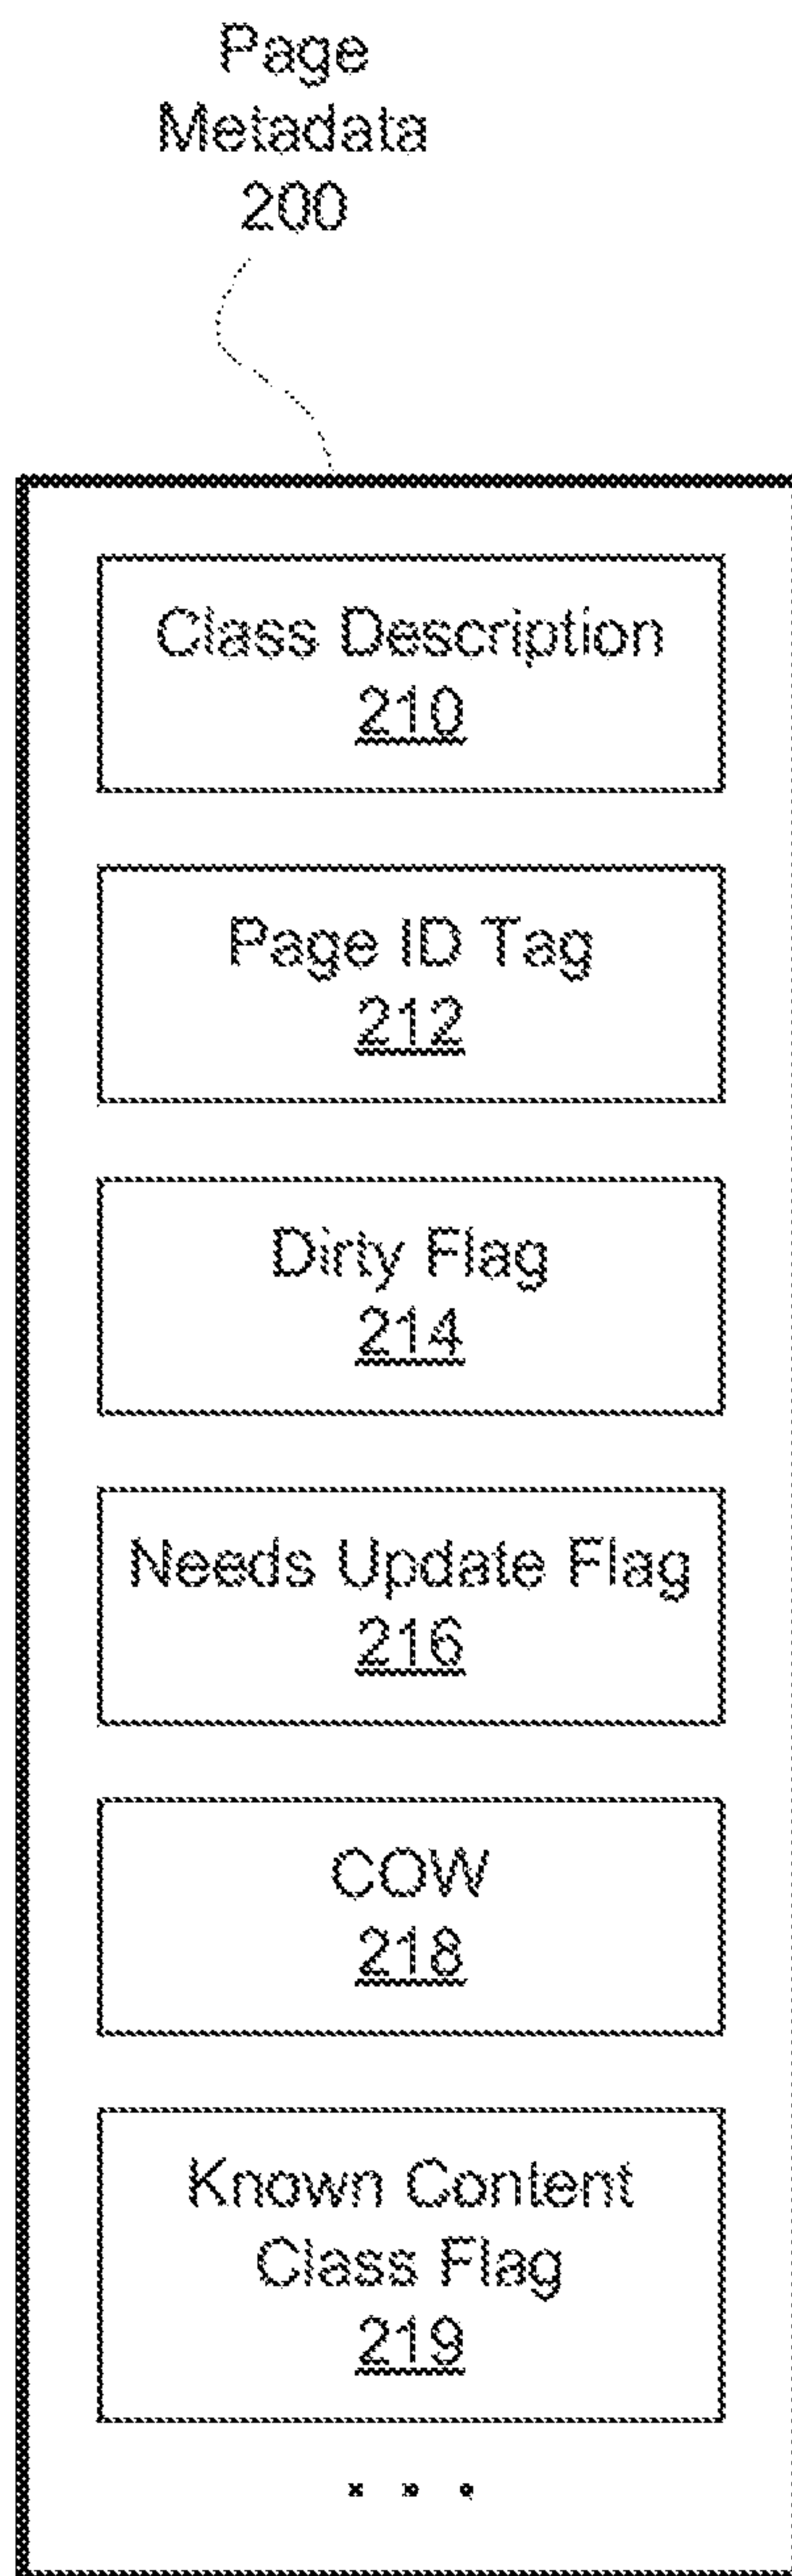 Page
Metadata
200
Class Description
210
Page ID Tag
212
Dirty Flag
214
Needs Update Flag
216
COW
218
Known Content
Class Flag
219
. . .